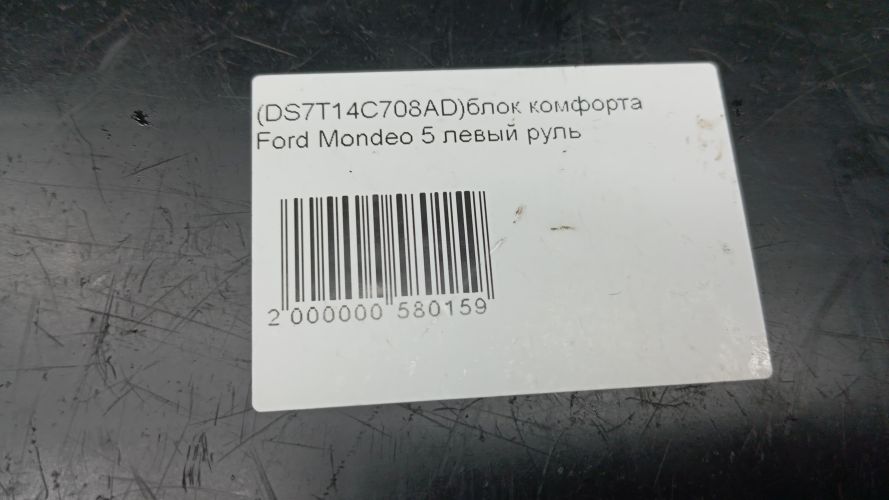 (DS7T14C708AD)блок комфорта
Ford Mondeo 5 левый руль
2 000000 580159